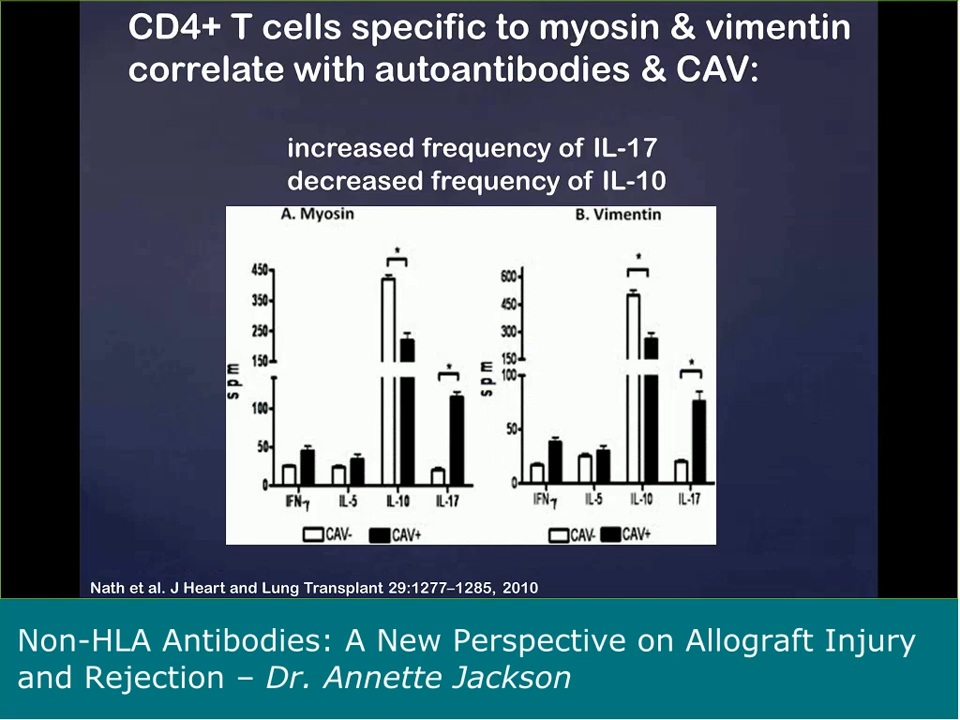 CD4+ T cells specific to myosin & vimentin
correlate with autoantibodies & CAV:
increased frequency of IL-17
decreased frequency of IL-10
A. Myosin
B. Vimentin
*
*
450
350
250
150
100
50
0
spm
IFNγ
IL-5
IL-10
IL-17
CAV-
CAV+
*
*
600
450
300
150
100
50
0
spm
IFNγ
IL-5
IL-10
IL-17
CAV-
CAV+
Nath et al. J Heart and Lung Transplant 29:1277–1285, 2010
Non-HLA Antibodies: A New Perspective on Allograft Injury
and Rejection – Dr. Annette Jackson